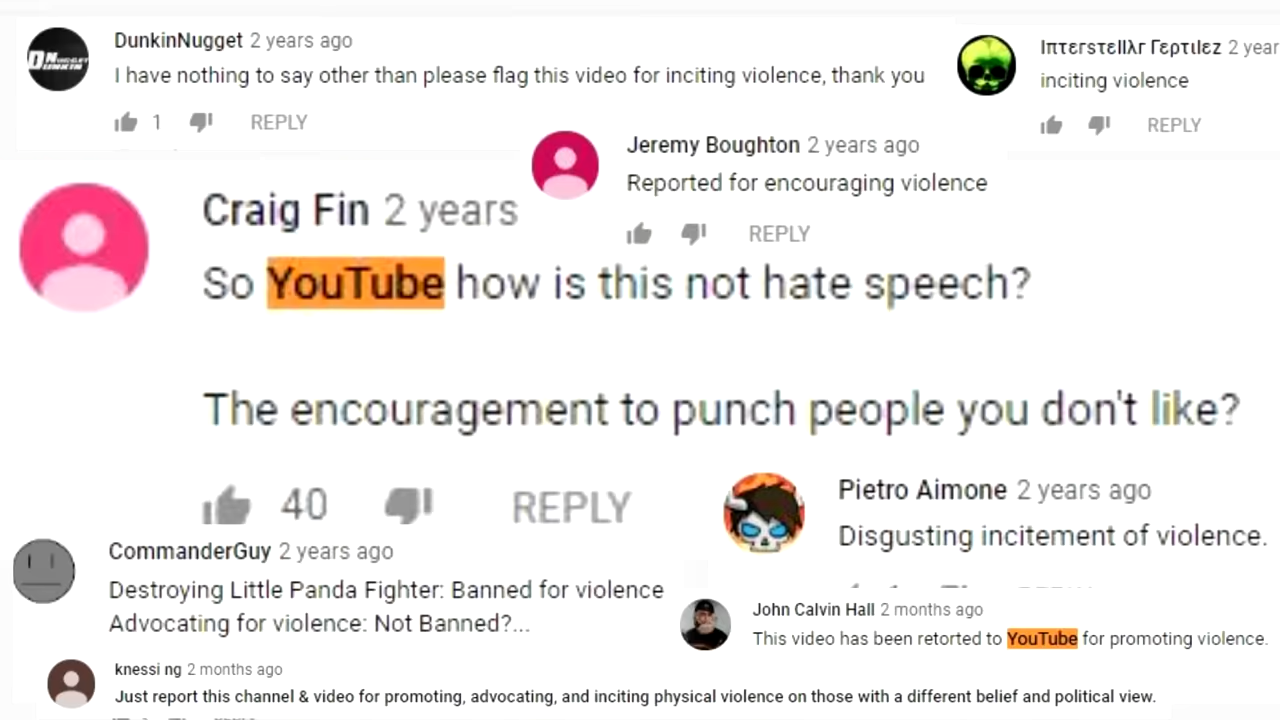 DunkinNugget 2 years ago
I have nothing to say other than please flag this video for inciting violence, thank you
1 REPLY
Iπτεrsτεllλr Γερτιlεz 2 year
inciting violence
REPLY
Jeremy Boughton 2 years ago
Reported for encouraging violence
REPLY
Craig Fin 2 years
So YouTube how is this not hate speech?
The encouragement to punch people you don't like?
40 REPLY
Pietro Aimone 2 years ago
Disgusting incitement of violence.
CommanderGuy 2 years ago
Destroying Little Panda Fighter: Banned for violence
Advocating for violence: Not Banned?...
John Calvin Hall 2 months ago
This video has been retorted to YouTube for promoting violence.
knessi ng 2 months ago
Just report this channel & video for promoting, advocating, and inciting physical violence on those with a different belief and political view.